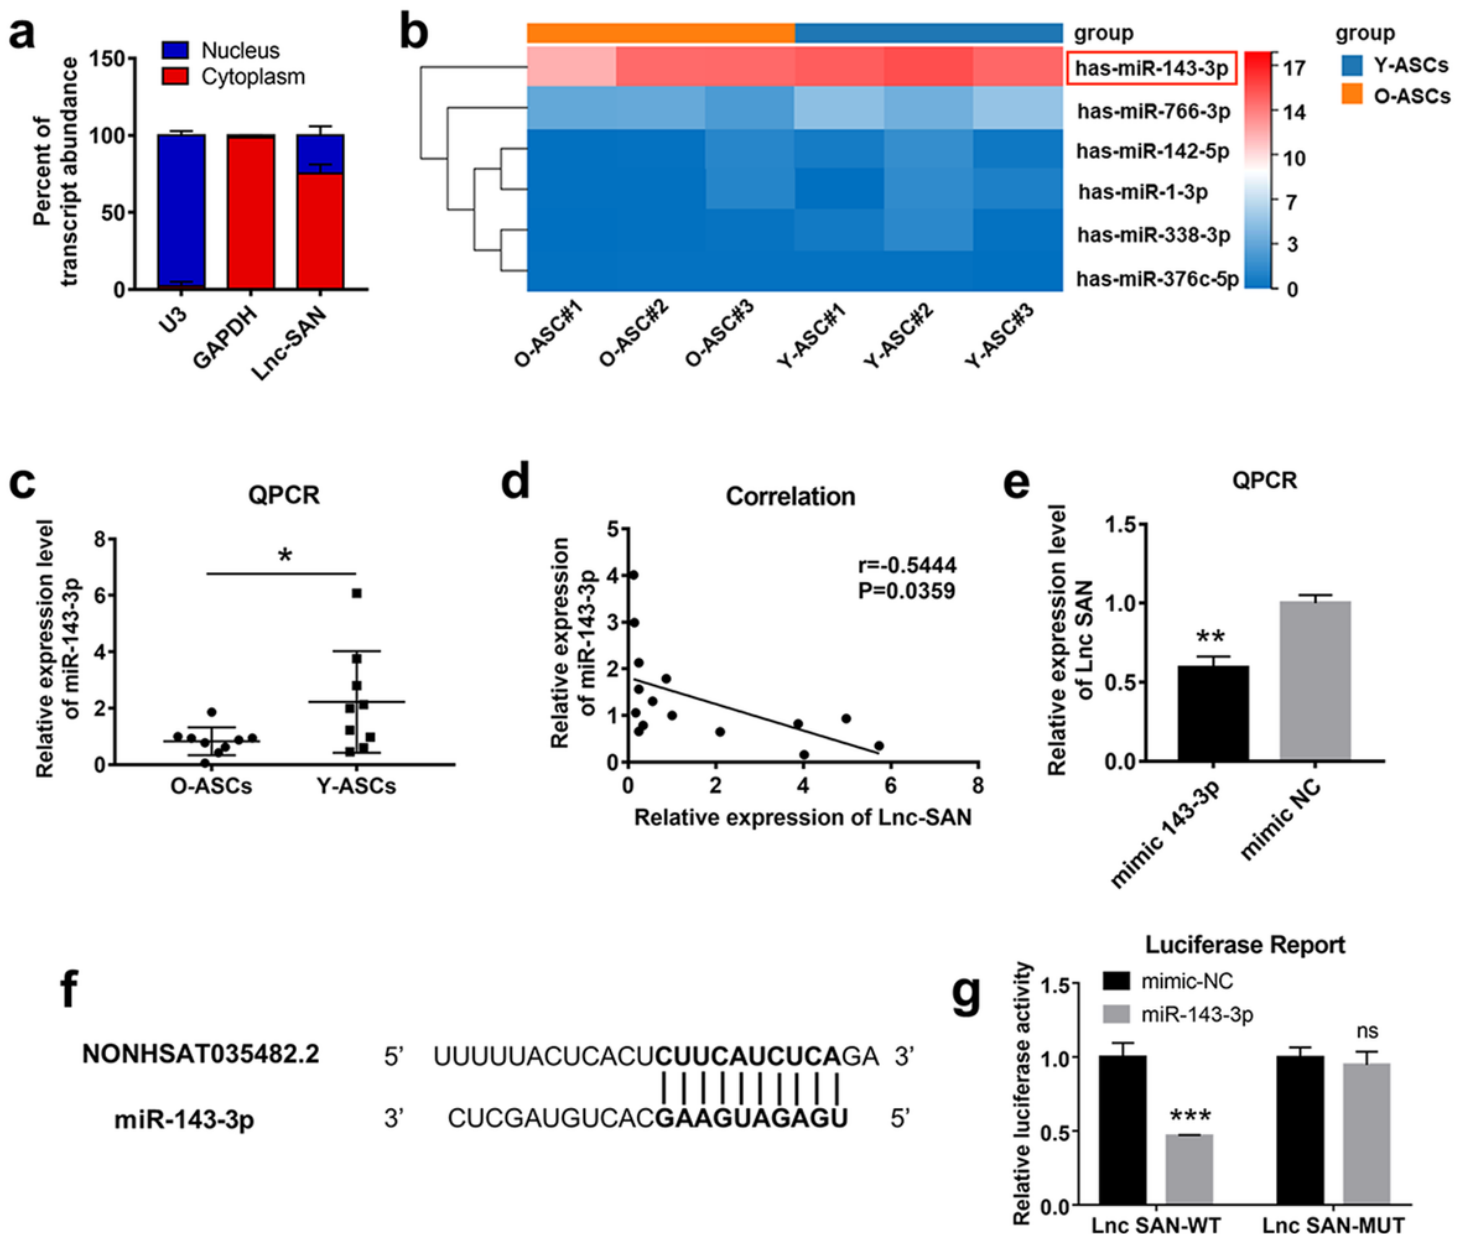 a
Nucleus
Cytoplasm
Percent of
transcript abundance
150
100
50
0
U3
GAPDH
Lnc-SAN
b
group
has-miR-143-3p
has-miR-766-3p
has-miR-142-5p
has-miR-1-3p
has-miR-338-3p
has-miR-376c-5p
17
14
10
7
3
0
group
Y-ASCs
O-ASCs
O-ASC#1
O-ASC#2
O-ASC#3
Y-ASC#1
Y-ASC#2
Y-ASC#3
c
QPCR
Relative expression level
of miR-143-3p
8
6
4
2
0
*
O-ASCs
Y-ASCs
d
Correlation
Relative expression
of miR-143-3p
5
4
3
2
1
0
r=-0.5444
P=0.0359
0 2 4 6 8
Relative expression of Lnc-SAN
e
QPCR
Relative expression level
of Lnc SAN
1.5
1.0
0.5
0.0
**
mimic 143-3p
mimic NC
f
NONHSAT035482.2 5’ UUUUUACUCACUCUUCAUCUCAGA 3’
miR-143-3p 3’ CUCGAUGUCACGAAGUAGAGU 5’
g
Luciferase Report
mimic-NC
miR-143-3p
Relative luciferase activity
1.5
1.0
0.5
0.0
***
ns
Lnc SAN-WT
Lnc SAN-MUT